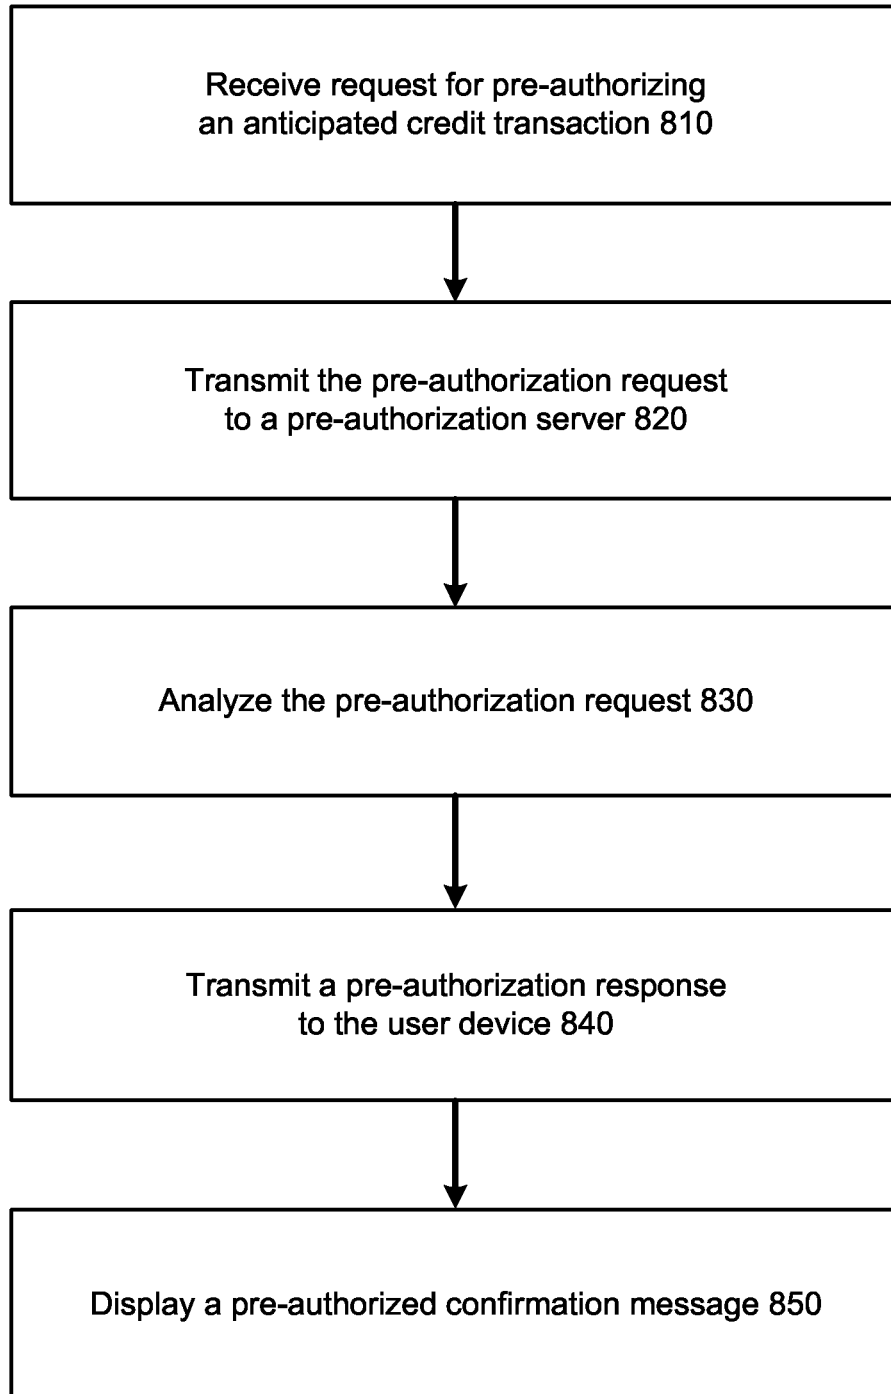 Receive request for pre-authorizing
an anticipated credit transaction 810
Transmit the pre-authorization request
to a pre-authorization server 820
Analyze the pre-authorization request 830
Transmit a pre-authorization response
to the user device 840
Display a pre-authorized confirmation message 850